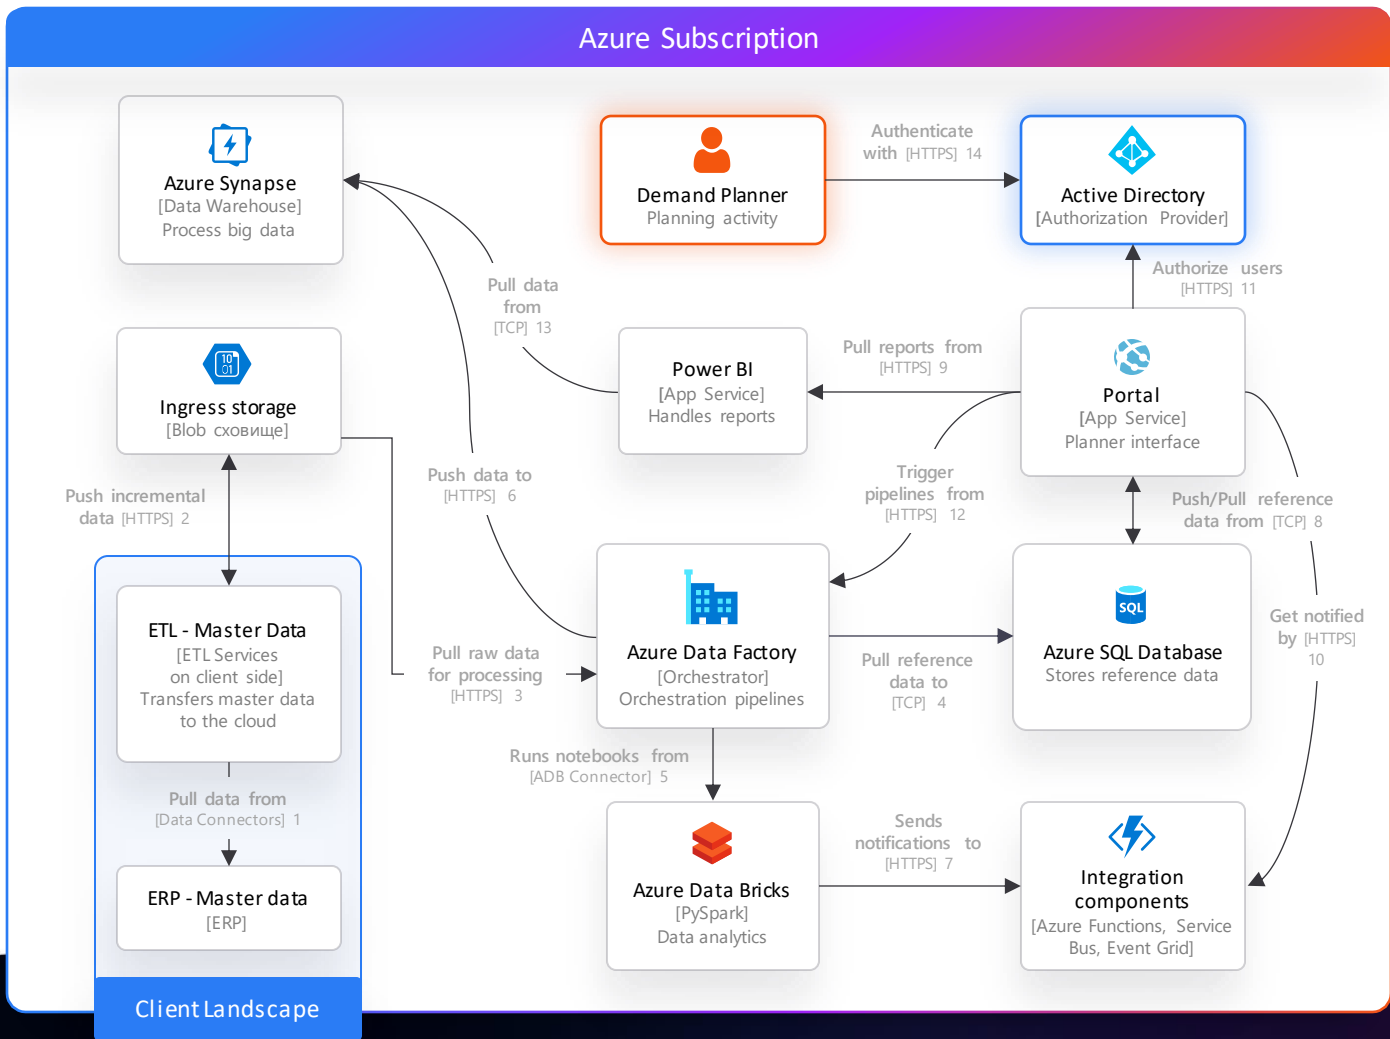 Azure Subscription
Azure Synapse
[Data Warehouse]
Process big data
Demand Planner
Planning activity
Authenticate
with [HTTPS] 14
Active Directory
[Authorization Provider]
Authorize users
[HTTPS] 11
Pull data
from
[TCP] 13
Ingress storage
[Blob сховище]
Power BI
[App Service]
Handles reports
Pull reports from
[HTTPS] 9
Portal
[App Service]
Planner interface
Push incremental
data [HTTPS] 2
Push data to
[HTTPS] 6
Trigger
pipelines from
[HTTPS] 12
Push/Pull reference
data from [TCP] 8
ETL - Master Data
[ETL Services
on client side]
Transfers master data
to the cloud
Pull raw data
for processing
[HTTPS] 3
Azure Data Factory
[Orchestrator]
Orchestration pipelines
Pull reference
data to
[TCP] 4
Azure SQL Database
Stores reference data
SQL
Get notified
by [HTTPS]
10
Runs notebooks from
[ADB Connector] 5
Pull data from
[Data Connectors] 1
ERP - Master data
[ERP]
Azure Data Bricks
[PySpark]
Data analytics
Sends
notifications to
[HTTPS] 7
Integration
components
[Azure Functions, Service
Bus, Event Grid]
Client Landscape
10
01